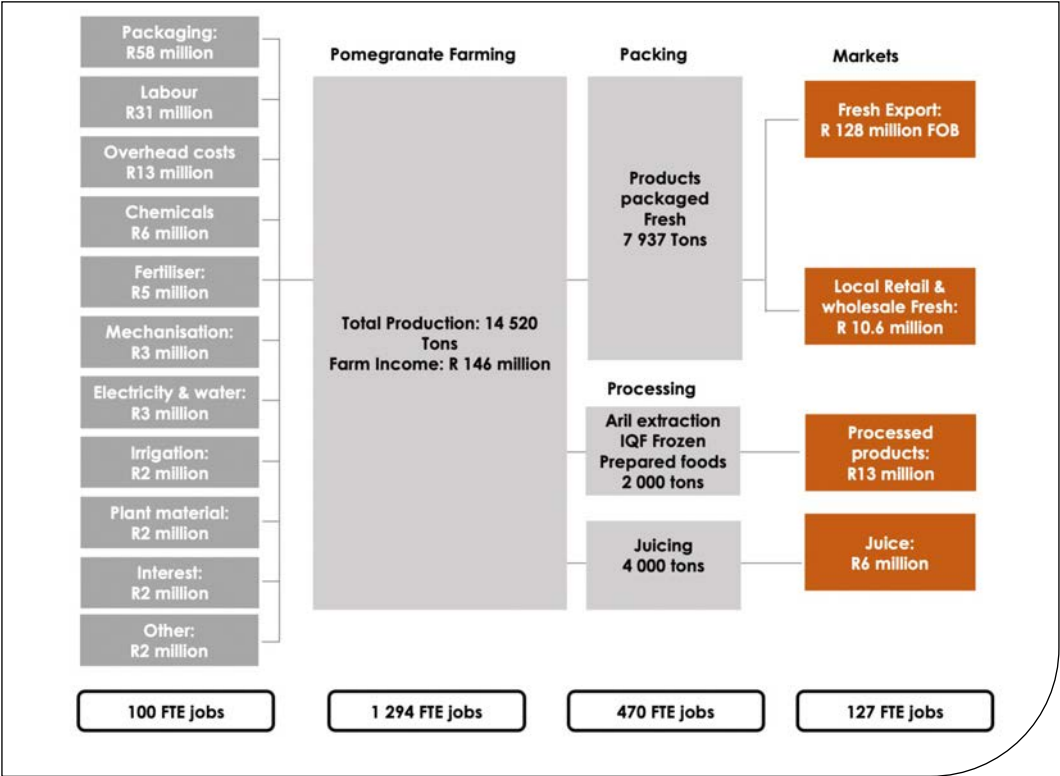 Packaging:
R58 million
Labour
R31 million
Overhead costs
R13 million
Chemicals
R6 million
Fertiliser:
R5 million
Mechanisation:
R3 million
Electricity & water:
R3 million
Irrigation:
R2 million
Plant material:
R2 million
Interest:
R2 million
Other:
R2 million
100 FTE jobs
Pomegranate Farming
Total Production: 14 520
Tons
Farm Income: R 146 million
1 294 FTE jobs
Packing
Products
packaged
Fresh
7 937 Tons
Processing
Aril extraction
IQF Frozen
Prepared foods
2 000 tons
Juicing
4 000 tons
470 FTE jobs
Markets
Fresh Export:
R 128 million FOB
Local Retail &
wholesale Fresh:
R 10.6 million
Processed
products:
R13 million
Juice:
R6 million
127 FTE jobs